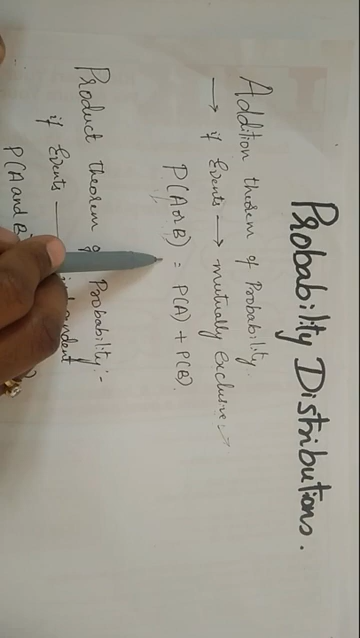 Probability Distributions.
Addition theorem of Probability.
→ if Events → mutually Exclusive →
P(A or B) = P(A) + P(B).
Product theorem of Probability:-
if Events
P(A and B)